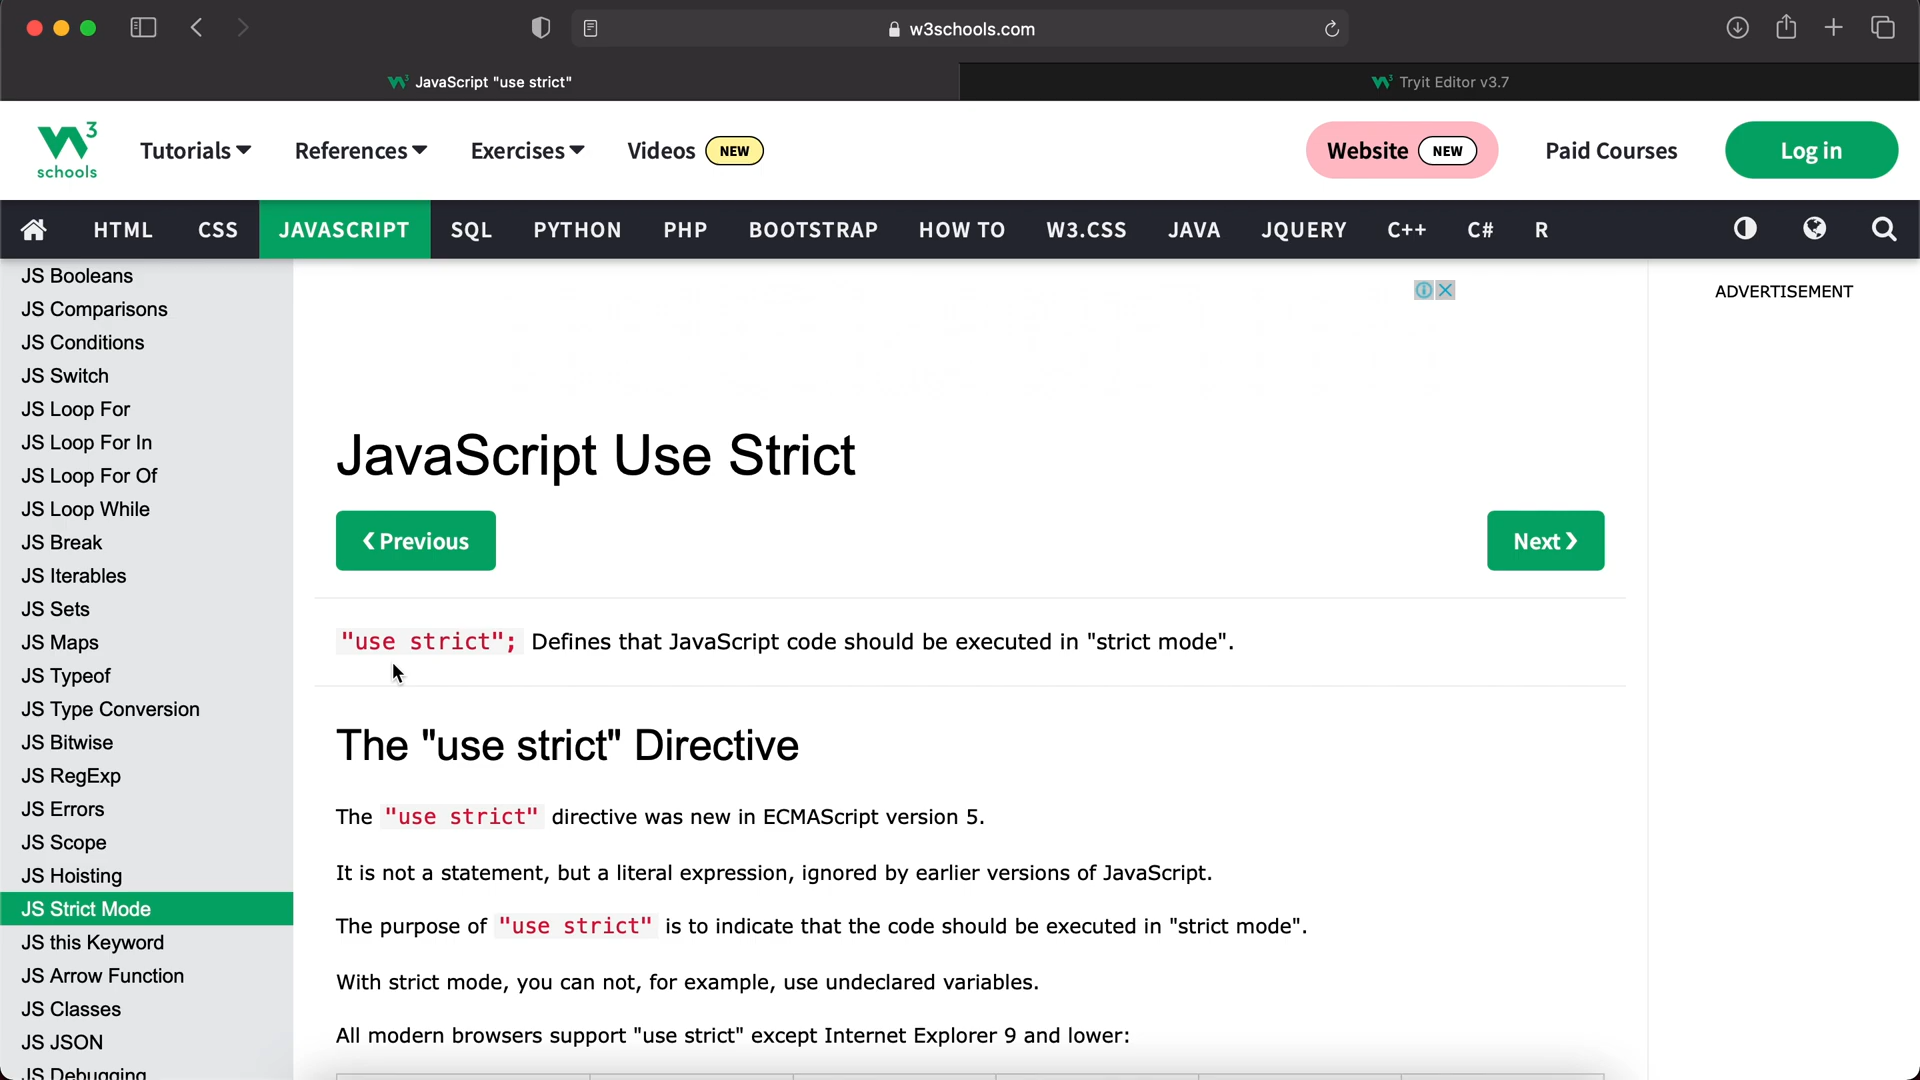 w3schools.com
JavaScript "use strict"
Tryit Editor v3.7
W3 schools
Tutorials
References
Exercises
Videos NEW
Website NEW
Paid Courses
Log in
HTML
CSS
JAVASCRIPT
SQL
PYTHON
PHP
BOOTSTRAP
HOW TO
W3.CSS
JAVA
JQUERY
C++
C#
R
JS Booleans
JS Comparisons
JS Conditions
JS Switch
JS Loop For
JS Loop For In
JS Loop For Of
JS Loop While
JS Break
JS Iterables
JS Sets
JS Maps
JS Typeof
JS Type Conversion
JS Bitwise
JS RegExp
JS Errors
JS Scope
JS Hoisting
JS Strict Mode
JS this Keyword
JS Arrow Function
JS Classes
JS JSON
JS Debugging
ADVERTISEMENT
JavaScript Use Strict
❮ Previous
Next ❯
"use strict"; Defines that JavaScript code should be executed in "strict mode".
The "use strict" Directive
The "use strict" directive was new in ECMAScript version 5.
It is not a statement, but a literal expression, ignored by earlier versions of JavaScript.
The purpose of "use strict" is to indicate that the code should be executed in "strict mode".
With strict mode, you can not, for example, use undeclared variables.
All modern browsers support "use strict" except Internet Explorer 9 and lower: